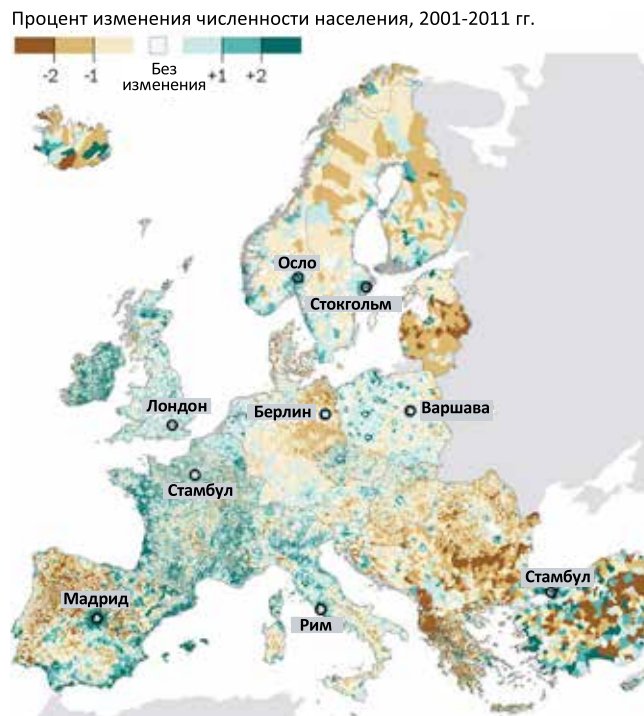 Процент изменения численности населения, 2001-2011 гг.
-2 -1 Без +1 +2
изменения
Осло
Стокгольм
Лондон
Берлин
Варшава
Стамбул
Стамбул
Мадрид
Рим